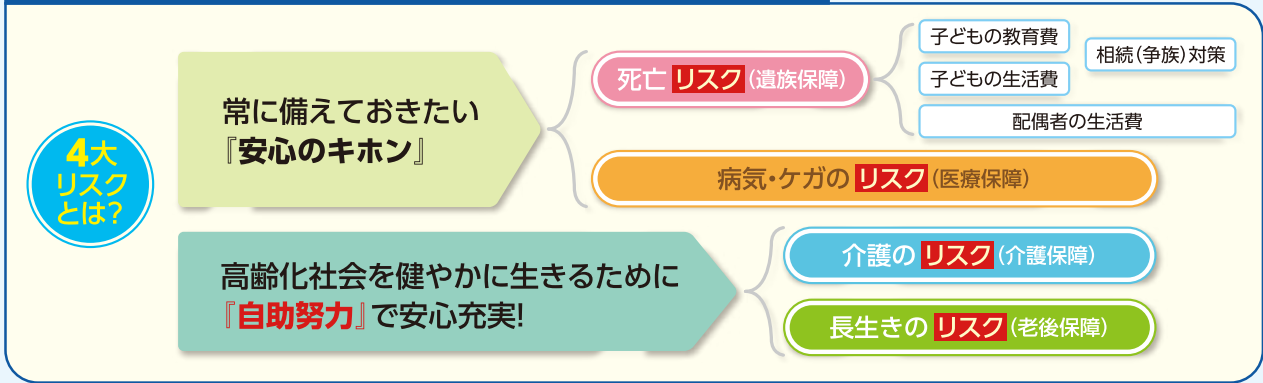 4大
リスク
とは?
常に備えておきたい
『安心のキホン』
死亡 リスク (遺族保障)
子どもの教育費
子どもの生活費
相続(争族)対策
配偶者の生活費
病気・ケガの リスク (医療保障)
高齢化社会を健やかに生きるために
『自助努力』で安心充実!
介護の リスク (介護保障)
長生きの リスク (老後保障)